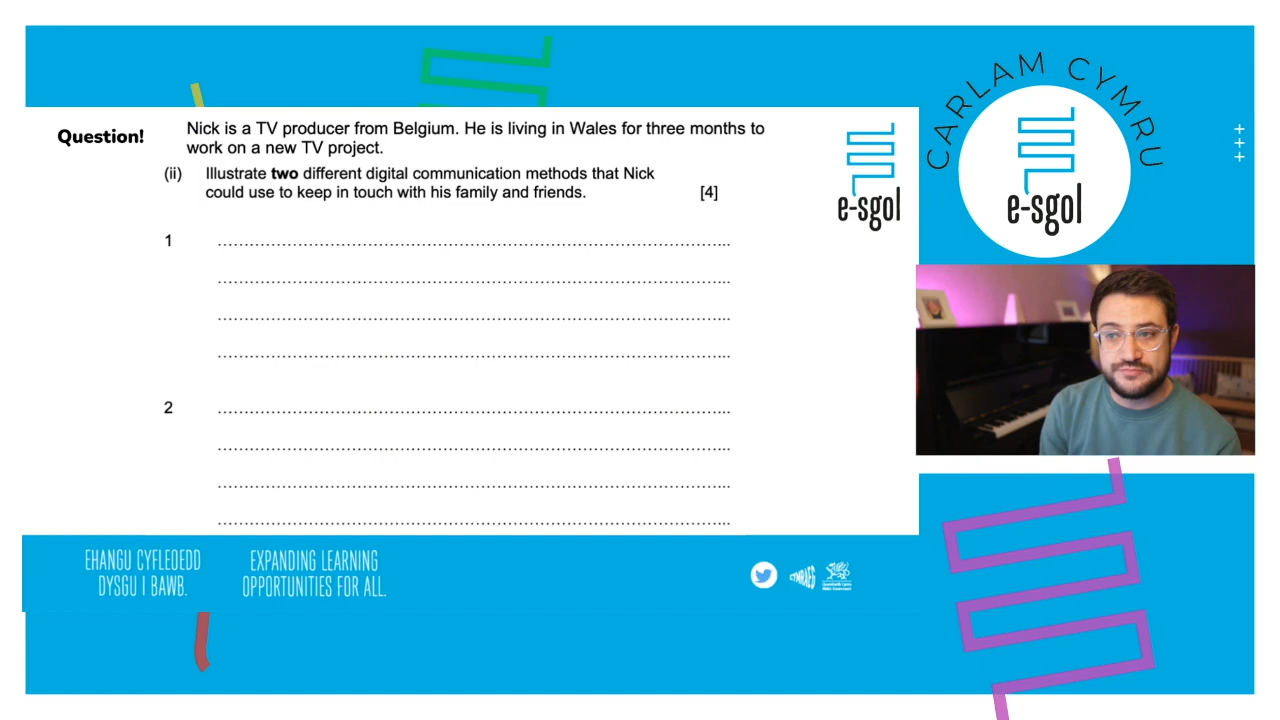 CARLAM CYMRU
Question!
Nick is a TV producer from Belgium. He is living in Wales for three months to
work on a new TV project.
(ii) Illustrate two different digital communication methods that Nick
could use to keep in touch with his family and friends. [4]
e-sgol
e-sgol
1 ................................................................
................................................................
................................................................
................................................................
2 ................................................................
................................................................
................................................................
................................................................
EHANGU CYFLEOEDD
DYSGU I BAWB.
EXPANDING LEARNING
OPPORTUNITIES FOR ALL.
CYMRAEG